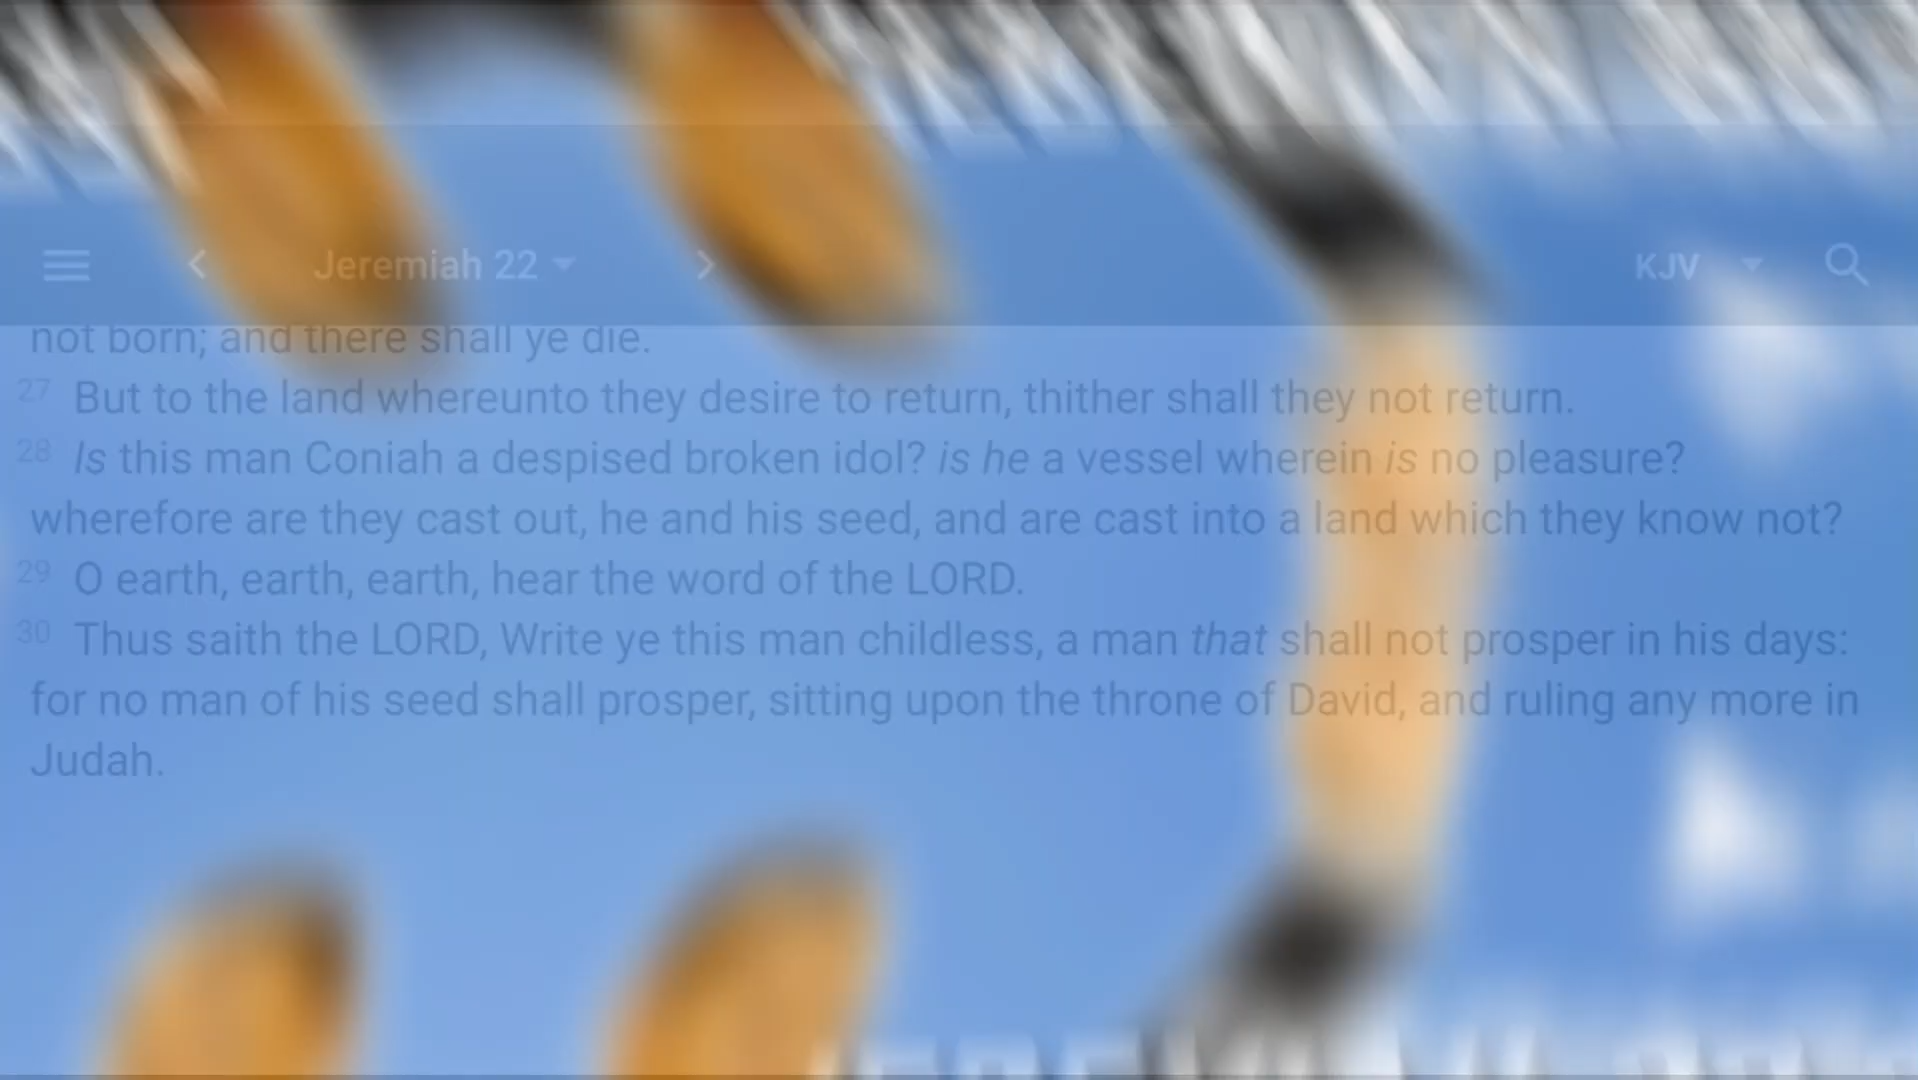 Jeremiah 22
KJV
not born; and there shall ye die.
27 But to the land whereunto they desire to return, thither shall they not return.
28 Is this man Coniah a despised broken idol? is he a vessel wherein is no pleasure?
wherefore are they cast out, he and his seed, and are cast into a land which they know not?
29 O earth, earth, earth, hear the word of the LORD.
30 Thus saith the LORD, Write ye this man childless, a man that shall not prosper in his days:
for no man of his seed shall prosper, sitting upon the throne of David, and ruling any more in
Judah.